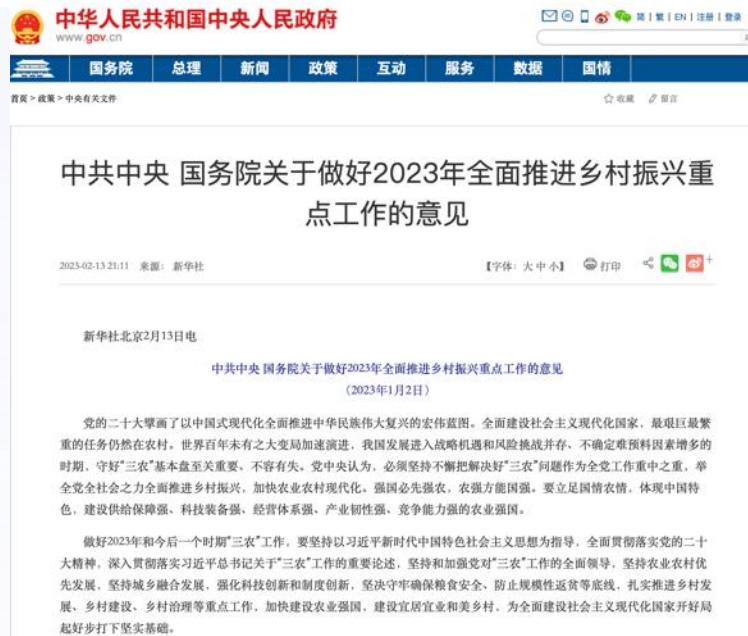 中华人民共和国中央人民政府
www.gov.cn
简 | 繁 | EN | 注册 | 登录
国务院 总理 新闻 政策 互动 服务 数据 国情
首页 > 政策 > 中央有关文件
收藏 留言
中共中央 国务院关于做好2023年全面推进乡村振兴重
点工作的意见
2023-02-13 21:11 来源： 新华社
【字体：大 中 小】 打印
新华社北京2月13日电
中共中央 国务院关于做好2023年全面推进乡村振兴重点工作的意见
（2023年1月2日）
党的二十大擘画了以中国式现代化全面推进中华民族伟大复兴的宏伟蓝图。全面建设社会主义现代化国家，最艰巨最繁
重的任务仍然在农村。世界百年未有之大变局加速演进，我国发展进入战略机遇和风险挑战并存、不确定难预料因素增多的
时期，守好“三农”基本盘至关重要、不容有失。党中央认为，必须坚持不懈把解决好“三农”问题作为全党工作重中之重，举
全党全社会之力全面推进乡村振兴，加快农业农村现代化。强国必先强农，农强方能国强。要立足国情农情，体现中国特
色，建设供给保障强、科技装备强、经营体系强、产业韧性强、竞争能力强的农业强国。
做好2023年和今后一个时期“三农”工作，要坚持以习近平新时代中国特色社会主义思想为指导，全面贯彻落实党的二十
大精神，深入贯彻落实习近平总书记关于“三农”工作的重要论述，坚持和加强党对“三农”工作的全面领导，坚持农业农村优
先发展，坚持城乡融合发展，强化科技创新和制度创新，坚决守牢确保粮食安全、防止规模性返贫等底线，扎实推进乡村发
展、乡村建设、乡村治理等重点工作，加快建设农业强国，建设宜居宜业和美乡村，为全面建设社会主义现代化国家开好局
起好步打下坚实基础。